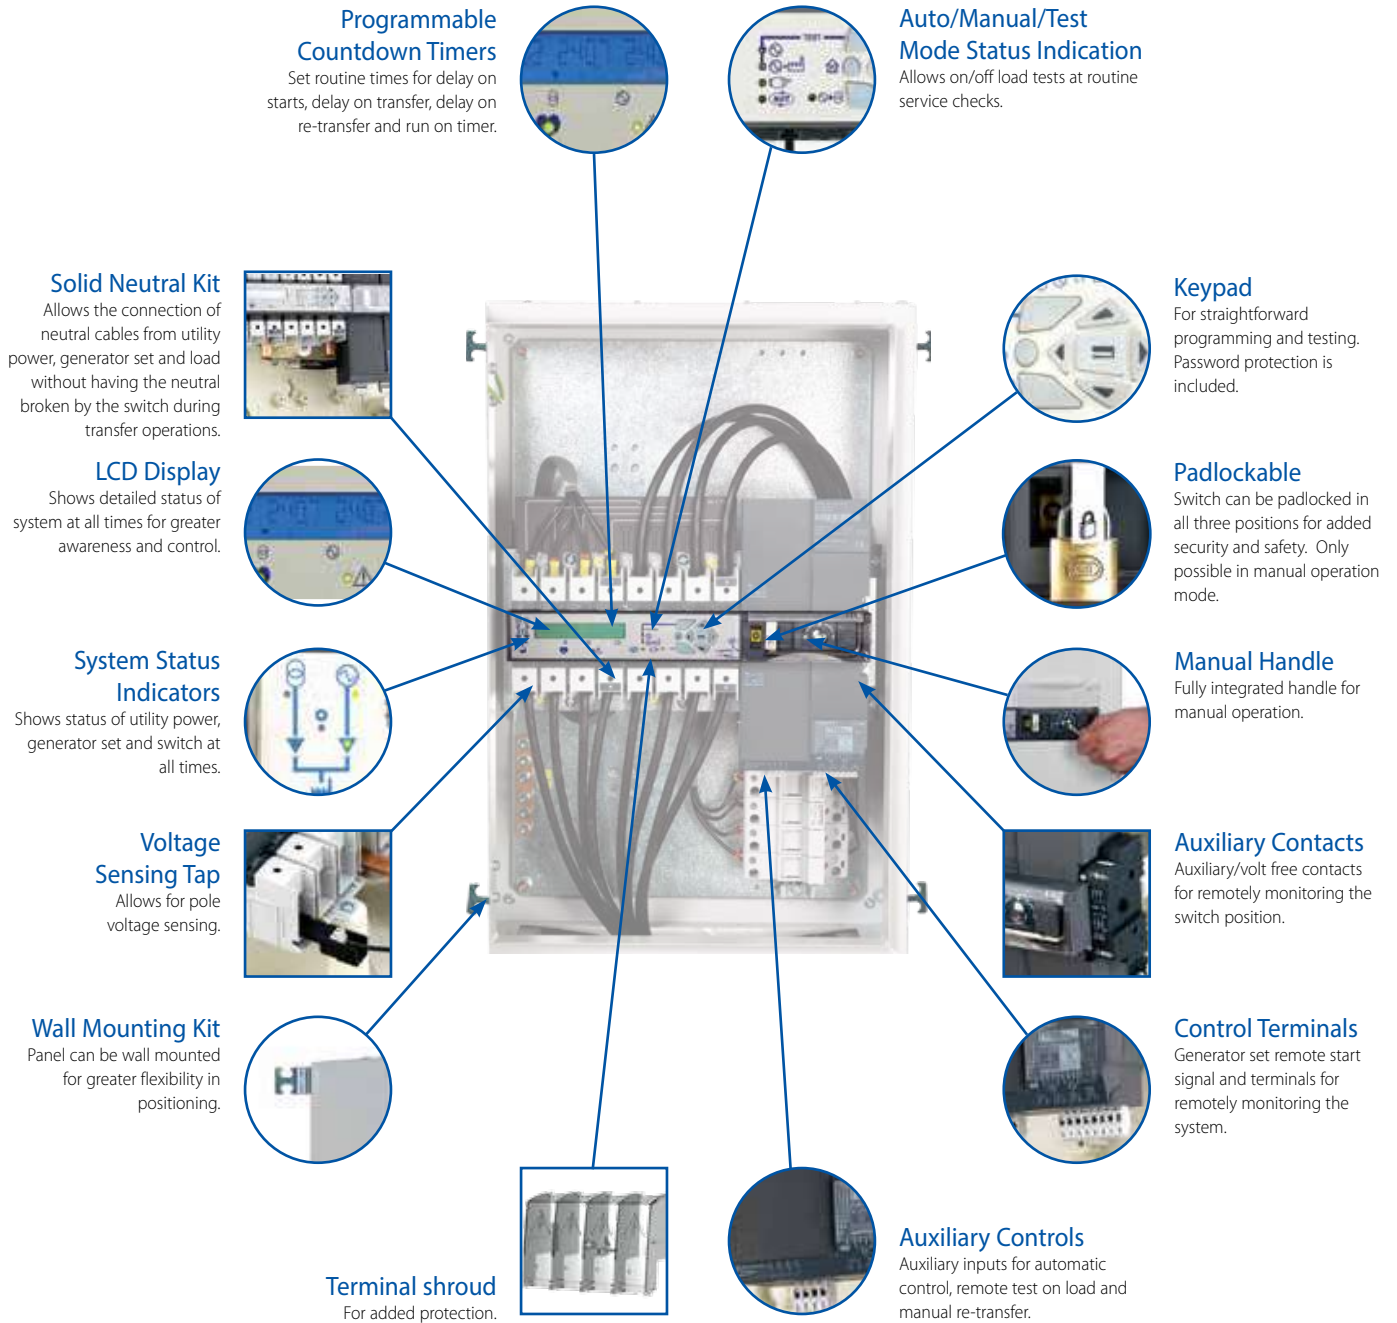 Programmable
Countdown Timers
Set routine times for delay on
starts, delay on transfer, delay on
re-transfer and run on timer.
Auto/Manual/Test
Mode Status Indication
Allows on/off load tests at routine
service checks.
TEST
AUT
Solid Neutral Kit
Allows the connection of
neutral cables from utility
power, generator set and load
without having the neutral
broken by the switch during
transfer operations.
Keypad
For straightforward
programming and testing.
Password protection is
included.
LCD Display
Shows detailed status of
system at all times for greater
awareness and control.
Padlockable
Switch can be padlocked in
all three positions for added
security and safety.  Only
possible in manual operation
mode.
System Status
Indicators
Shows status of utility power,
generator set and switch at
all times.
Manual Handle
Fully integrated handle for
manual operation.
Voltage
Sensing Tap
Allows for pole
voltage sensing.
Auxiliary Contacts
Auxiliary/volt free contacts
for remotely monitoring the
switch position.
Wall Mounting Kit
Panel can be wall mounted
for greater flexibility in
positioning.
Control Terminals
Generator set remote start
signal and terminals for
remotely monitoring the
system.
Terminal shroud
For added protection.
Auxiliary Controls
Auxiliary inputs for automatic
control, remote test on load and
manual re-transfer.